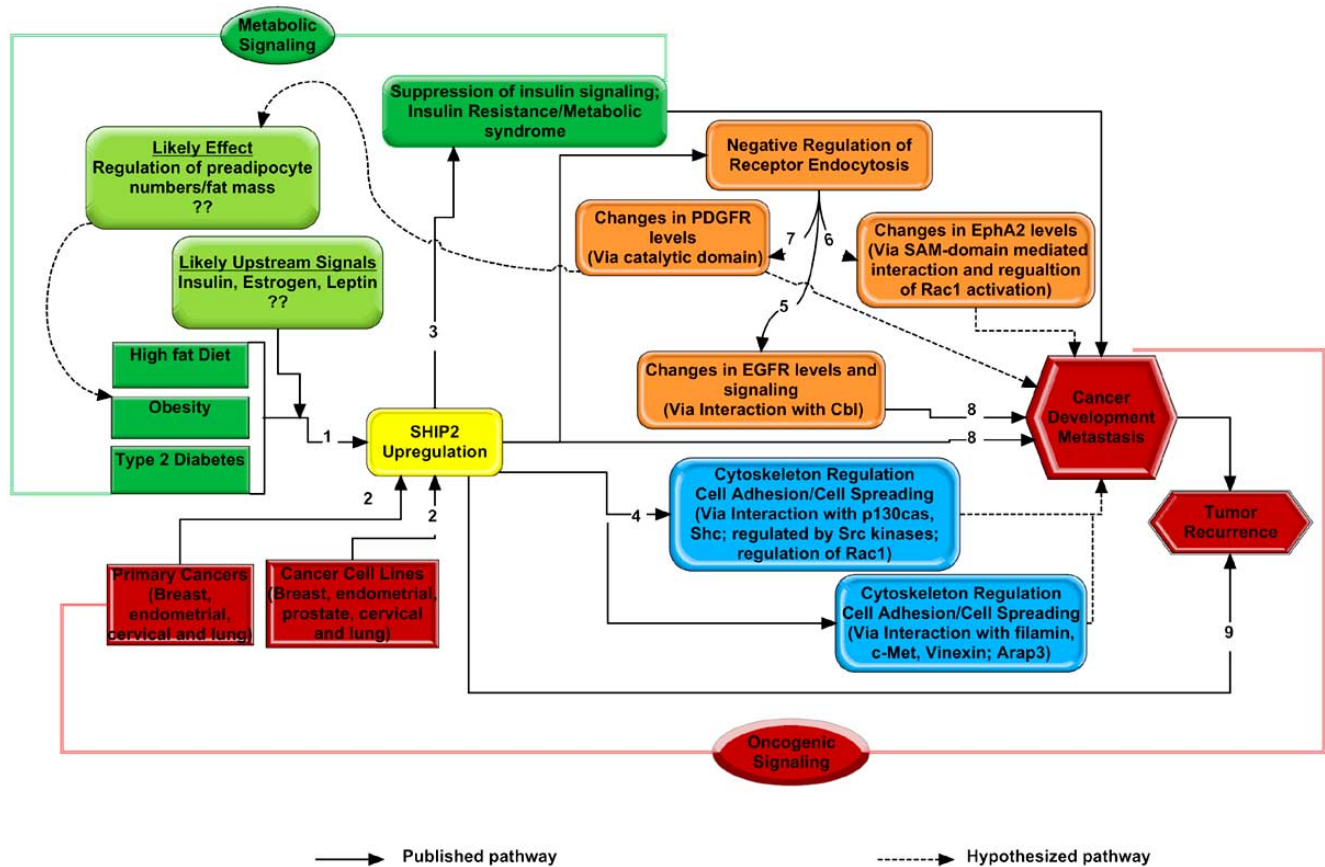 Metabolic
Signaling
Suppression of insulin signaling;
Insulin Resistance/Metabolic
syndrome
Likely Effect
Regulation of preadipocyte
numbers/fat mass
??
Negative Regulation of
Receptor Endocytosis
Changes in PDGFR
levels
(Via catalytic domain)
7
6
Changes in EphA2 levels
(Via SAM-domain mediated
interaction and regualtion
of Rac1 activation)
Likely Upstream Signals
Insulin, Estrogen, Leptin
??
3
5
High fat Diet
Obesity
Type 2 Diabetes
1
SHIP2
Upregulation
Changes in EGFR levels and
signaling
(Via Interaction with Cbl)
8
8
Cancer
Development
Metastasis
2
2
4
Cytoskeleton Regulation
Cell Adhesion/Cell Spreading
(Via Interaction with p130cas,
Shc; regulated by Src kinases;
regulation of Rac1)
Tumor
Recurrence
Primary Cancers
(Breast,
endometrial,
cervical and lung)
Cancer Cell Lines
(Breast, endometrial,
prostate, cervical
and lung)
Cytoskeleton Regulation
Cell Adhesion/Cell Spreading
(Via Interaction with filamin,
c-Met, Vinexin; Arap3)
9
Oncogenic
Signaling
Published pathway
Hypothesized pathway